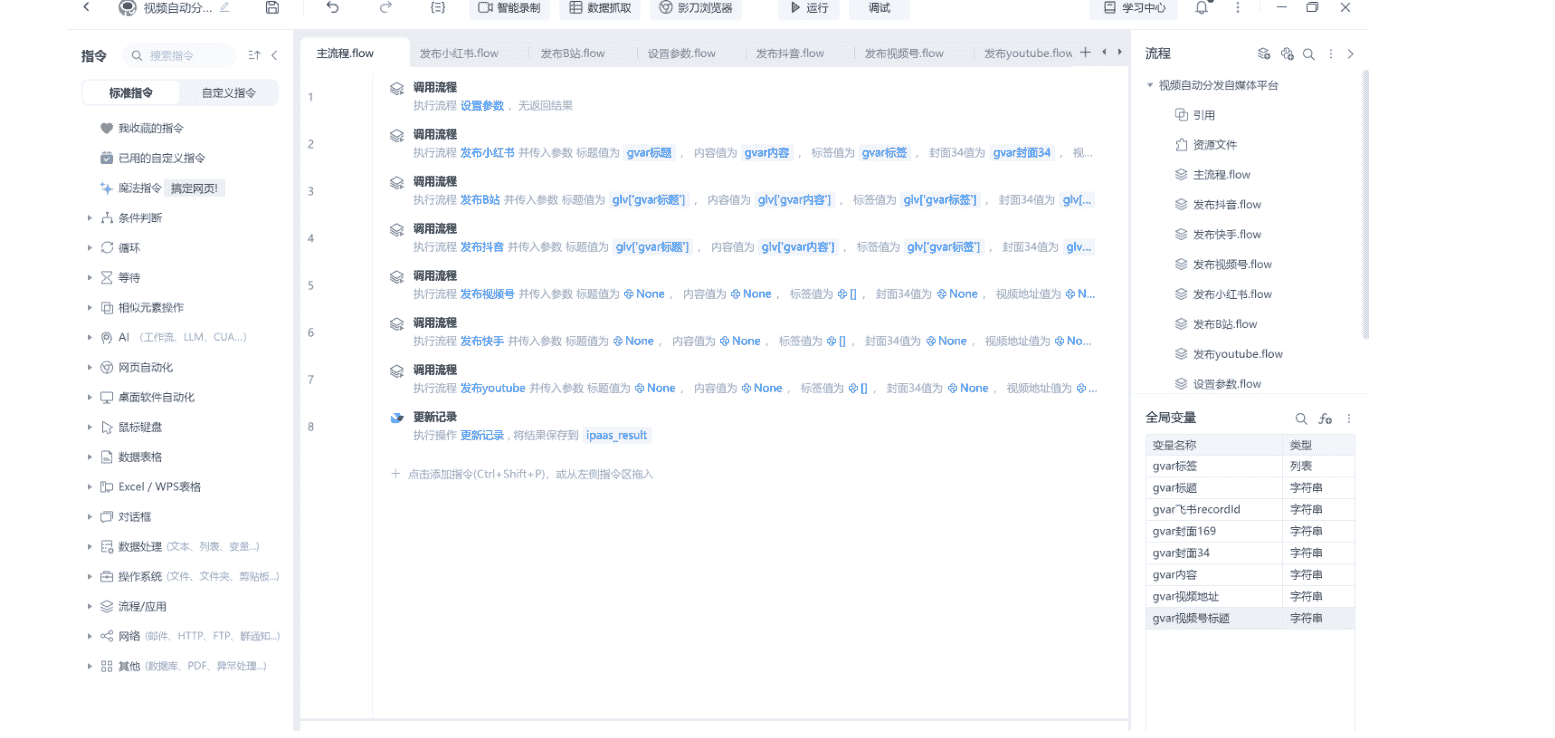 视频自动分...
智能录制
数据抓取
影刀浏览器
运行
调试
学习中心
指令
搜索指令
标准指令
自定义指令
我收藏的指令
已用的自定义指令
魔法指令 搞定网页!
条件判断
循环
等待
相似元素操作
AI (工作流、LLM、CUA...)
网页自动化
桌面软件自动化
鼠标键盘
数据表格
Excel / WPS表格
对话框
数据处理 (文本、列表、变量...)
操作系统 (文件、文件夹、剪贴板...)
流程/应用
网络 (邮件、HTTP、FTP、群通知...)
其他 (数据库、PDF、异常处理...)
主流程.flow
发布小红书.flow
发布B站.flow
设置参数.flow
发布抖音.flow
发布视频号.flow
发布youtube.flow
1
调用流程
执行流程 设置参数 ，无返回结果
2
调用流程
执行流程 发布小红书 并传入参数 标题值为 gvar标题 ， 内容值为 gvar内容 ， 标签值为 gvar标签 ， 封面34值为 gvar封面34 ， 视...
3
调用流程
执行流程 发布B站 并传入参数 标题值为 glv['gvar标题'] ， 内容值为 glv['gvar内容'] ， 标签值为 glv['gvar标签'] ， 封面34值为 glv[...
4
调用流程
执行流程 发布抖音 并传入参数 标题值为 glv['gvar标题'] ， 内容值为 glv['gvar内容'] ， 标签值为 glv['gvar标签'] ， 封面34值为 glv...
5
调用流程
执行流程 发布视频号 并传入参数 标题值为 None ， 内容值为 None ， 标签值为 [] ， 封面34值为 None ， 视频地址值为 N...
6
调用流程
执行流程 发布快手 并传入参数 标题值为 None ， 内容值为 None ， 标签值为 [] ， 封面34值为 None ， 视频地址值为 No...
7
调用流程
执行流程 发布youtube 并传入参数 标题值为 None ， 内容值为 None ， 标签值为 [] ， 封面34值为 None ， 视频地址值为 ...
8
更新记录
执行操作 更新记录 , 将结果保存到 ipaas_result
点击添加指令(Ctrl+Shift+P)，或从左侧指令区拖入
流程
视频自动分发自媒体平台
引用
资源文件
主流程.flow
发布抖音.flow
发布快手.flow
发布视频号.flow
发布小红书.flow
发布B站.flow
发布youtube.flow
设置参数.flow
全局变量
变量名称 类型
gvar标签 列表
gvar标题 字符串
gvar飞书recordId 字符串
gvar封面169 字符串
gvar封面34 字符串
gvar内容 字符串
gvar视频地址 字符串
gvar视频号标题 字符串